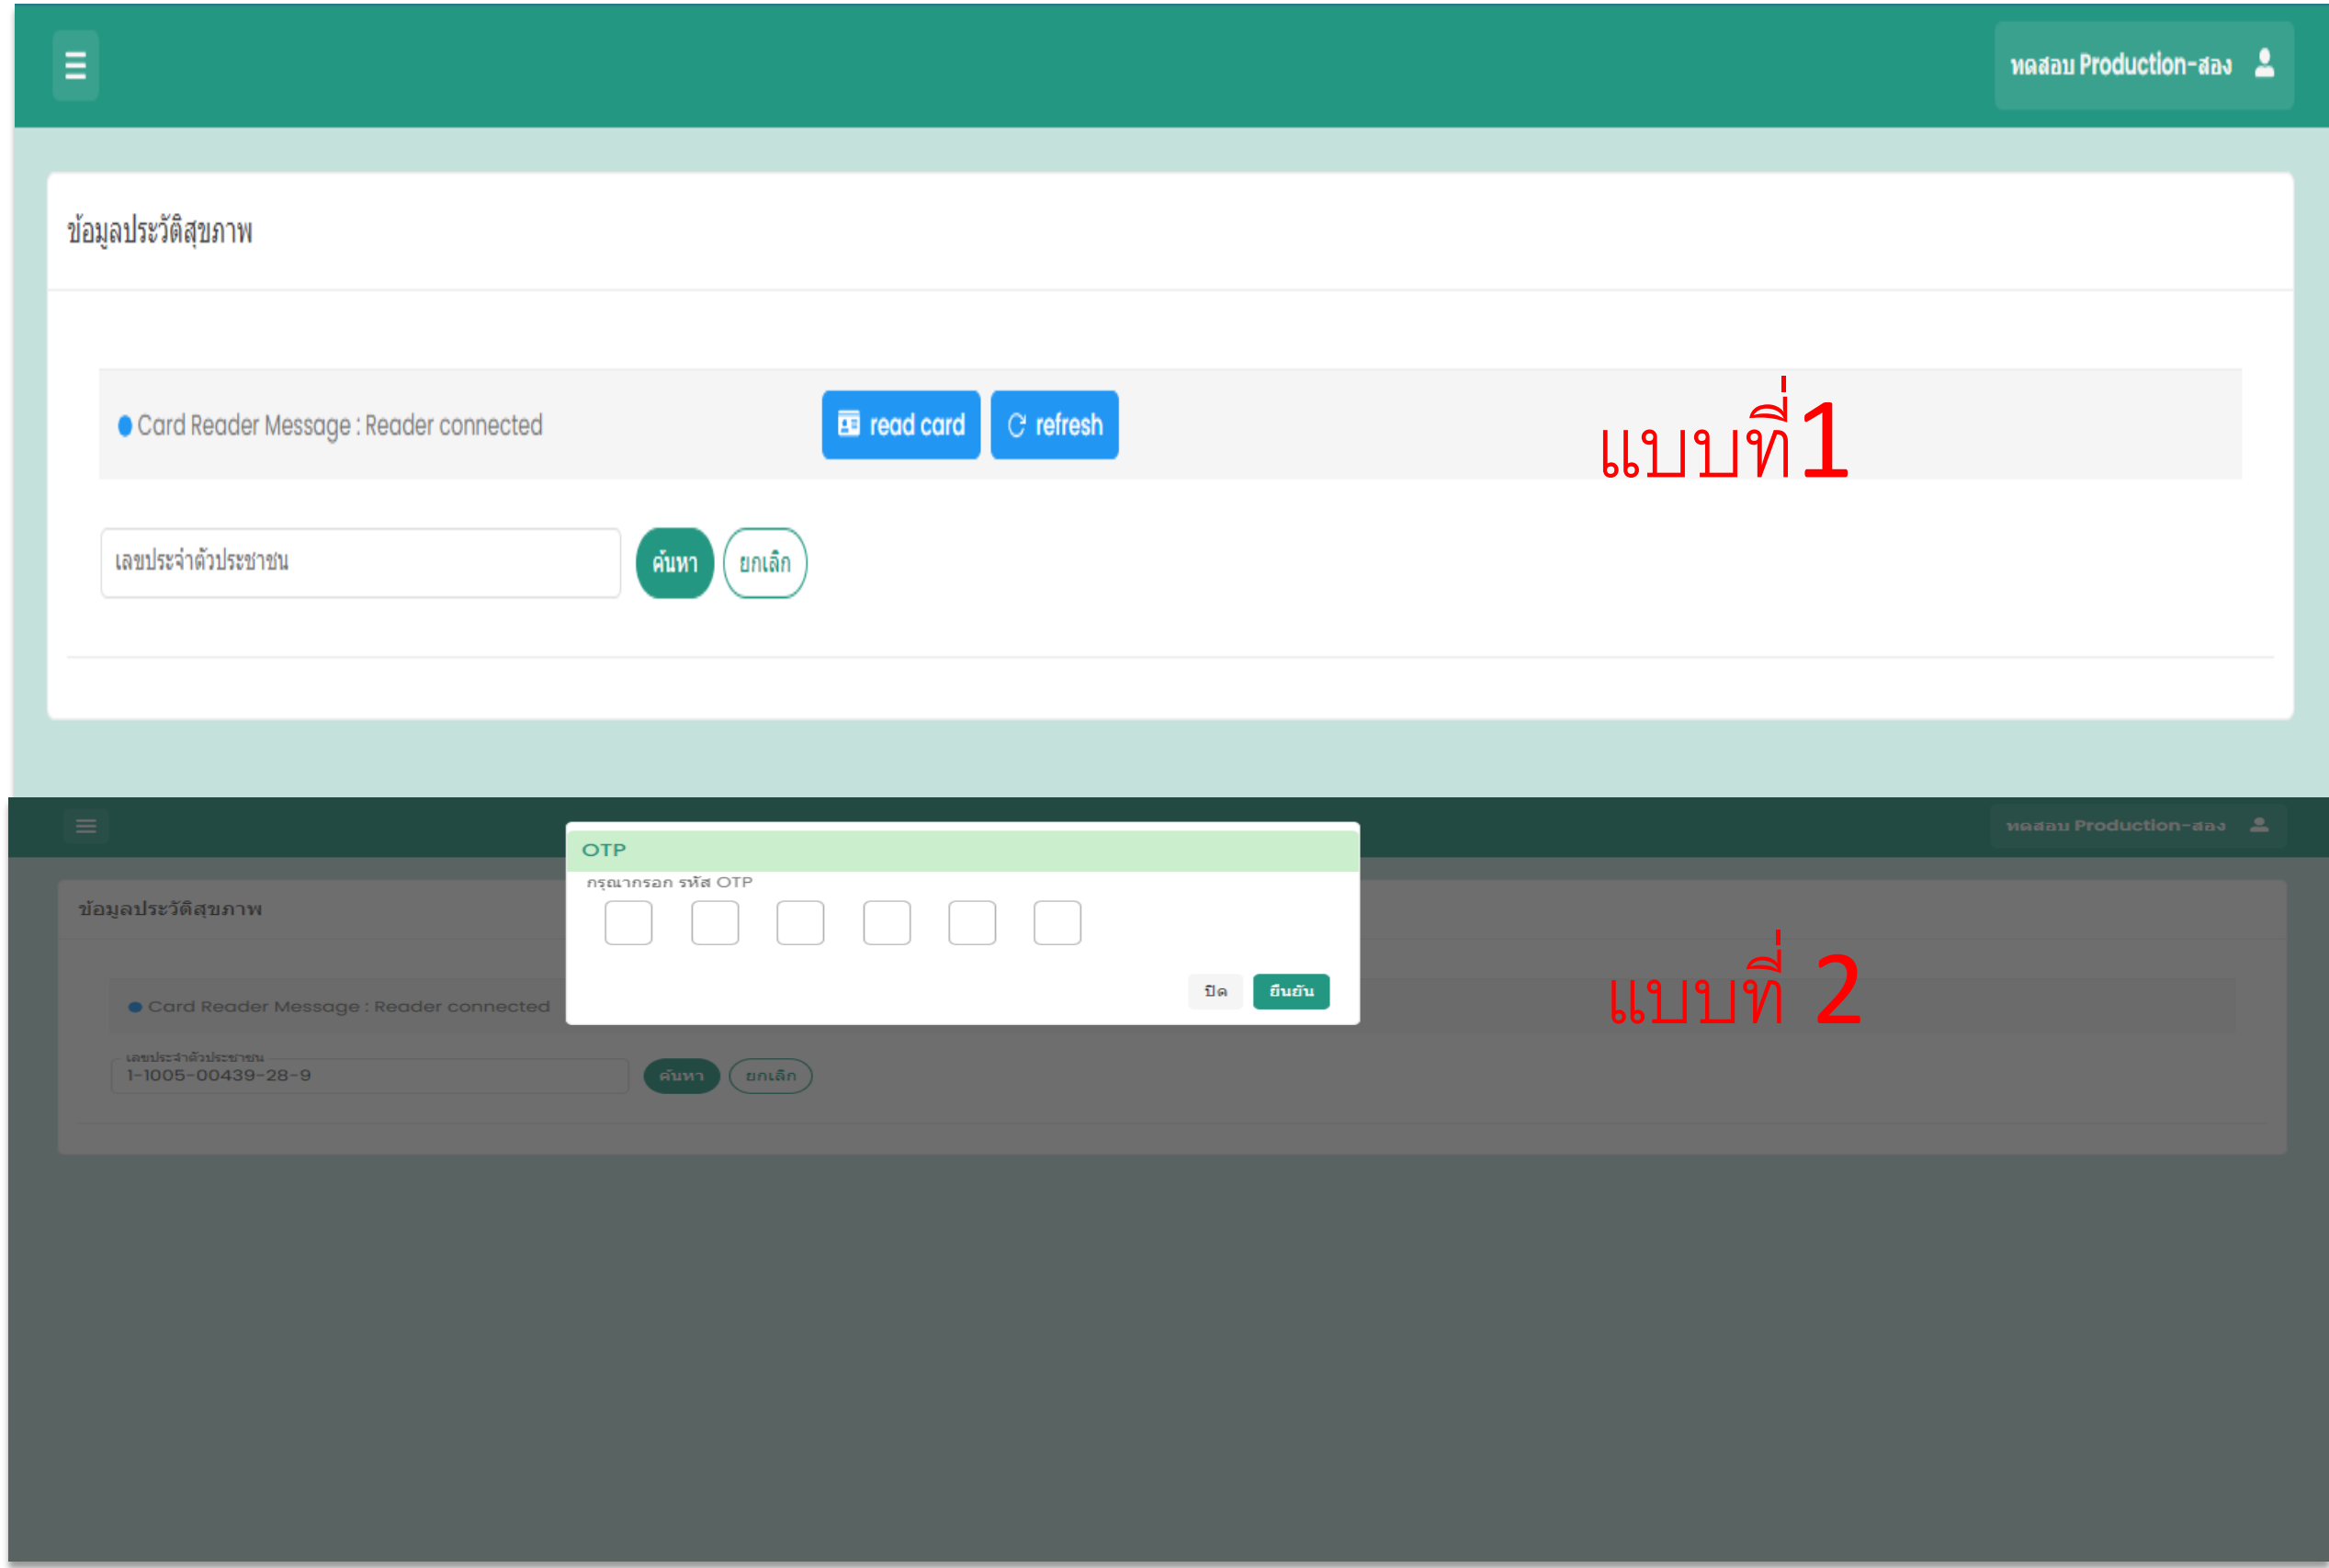 ทดสอบ Production-สอง
ข้อมูลประวัติสุขภาพ
Card Reader Message : Reader connected
read card
refresh
แบบที่1
เลขประจำตัวประชาชน
ค้นหา
ยกเลิก
ทดสอบ Production-สอง
OTP
กรุณากรอก รหัส OTP
ข้อมูลประวัติสุขภาพ
ปิด
ยืนยัน
แบบที่ 2
Card Reader Message : Reader connected
เลขประจำตัวประชาชน
1-1005-00439-28-9
ค้นหา
ยกเลิก